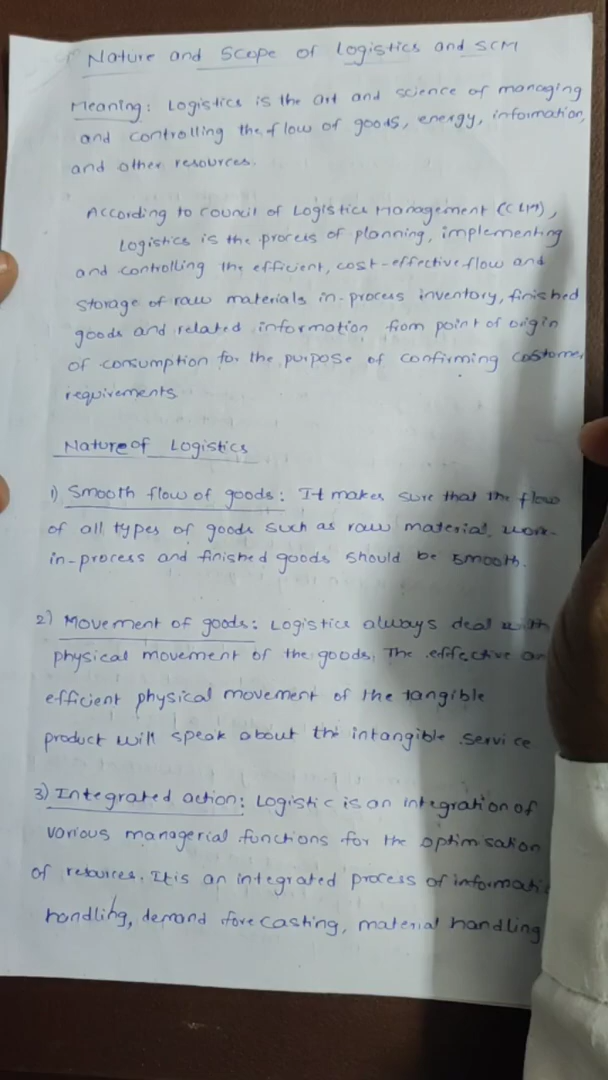 Nature and Scope of Logistics and SCM
Meaning: Logistics is the art and science of managing
and controlling the flow of goods, energy, information,
and other resources.
According to council of Logistics Management (CLM),
Logistics is the process of planning, implementing
and controlling the efficient, cost-effective flow and
storage of raw materials in-process inventory, finished
goods and related information from point of origin
of consumption for the purpose of confirming costomer
requirements
Nature of Logistics
1) Smooth flow of goods: It makes sure that the flow
of all types of goods such as raw material, work-
in-process and finished goods should be smooth.
2) Movement of goods: Logistics always deal with
physical movement of the goods, The effective an
efficient physical movement of the tangible
product will speak about the intangible service
3) Integrated action: Logistic is an integration of
various managerial functions for the optimisation
of resources. It is an integrated process of informati
handling, demand forecasting, material handling